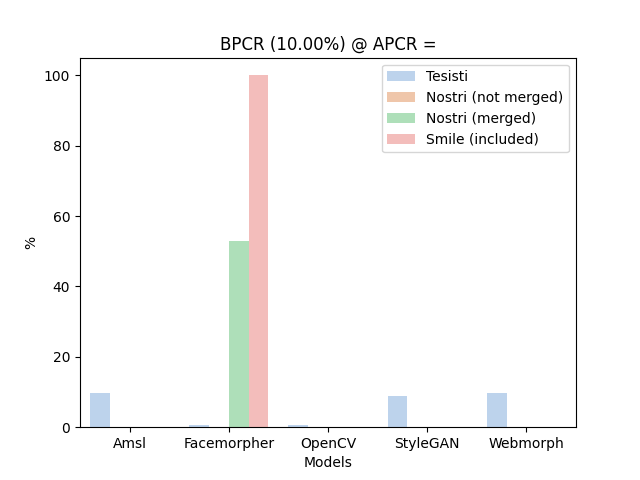 BPCR (10.00%) @ APCR =
100
80
60
40
20
0
%
Tesisti
Nostri (not merged)
Nostri (merged)
Smile (included)
Amsl
Facemorpher
OpenCV
StyleGAN
Webmorph
Models